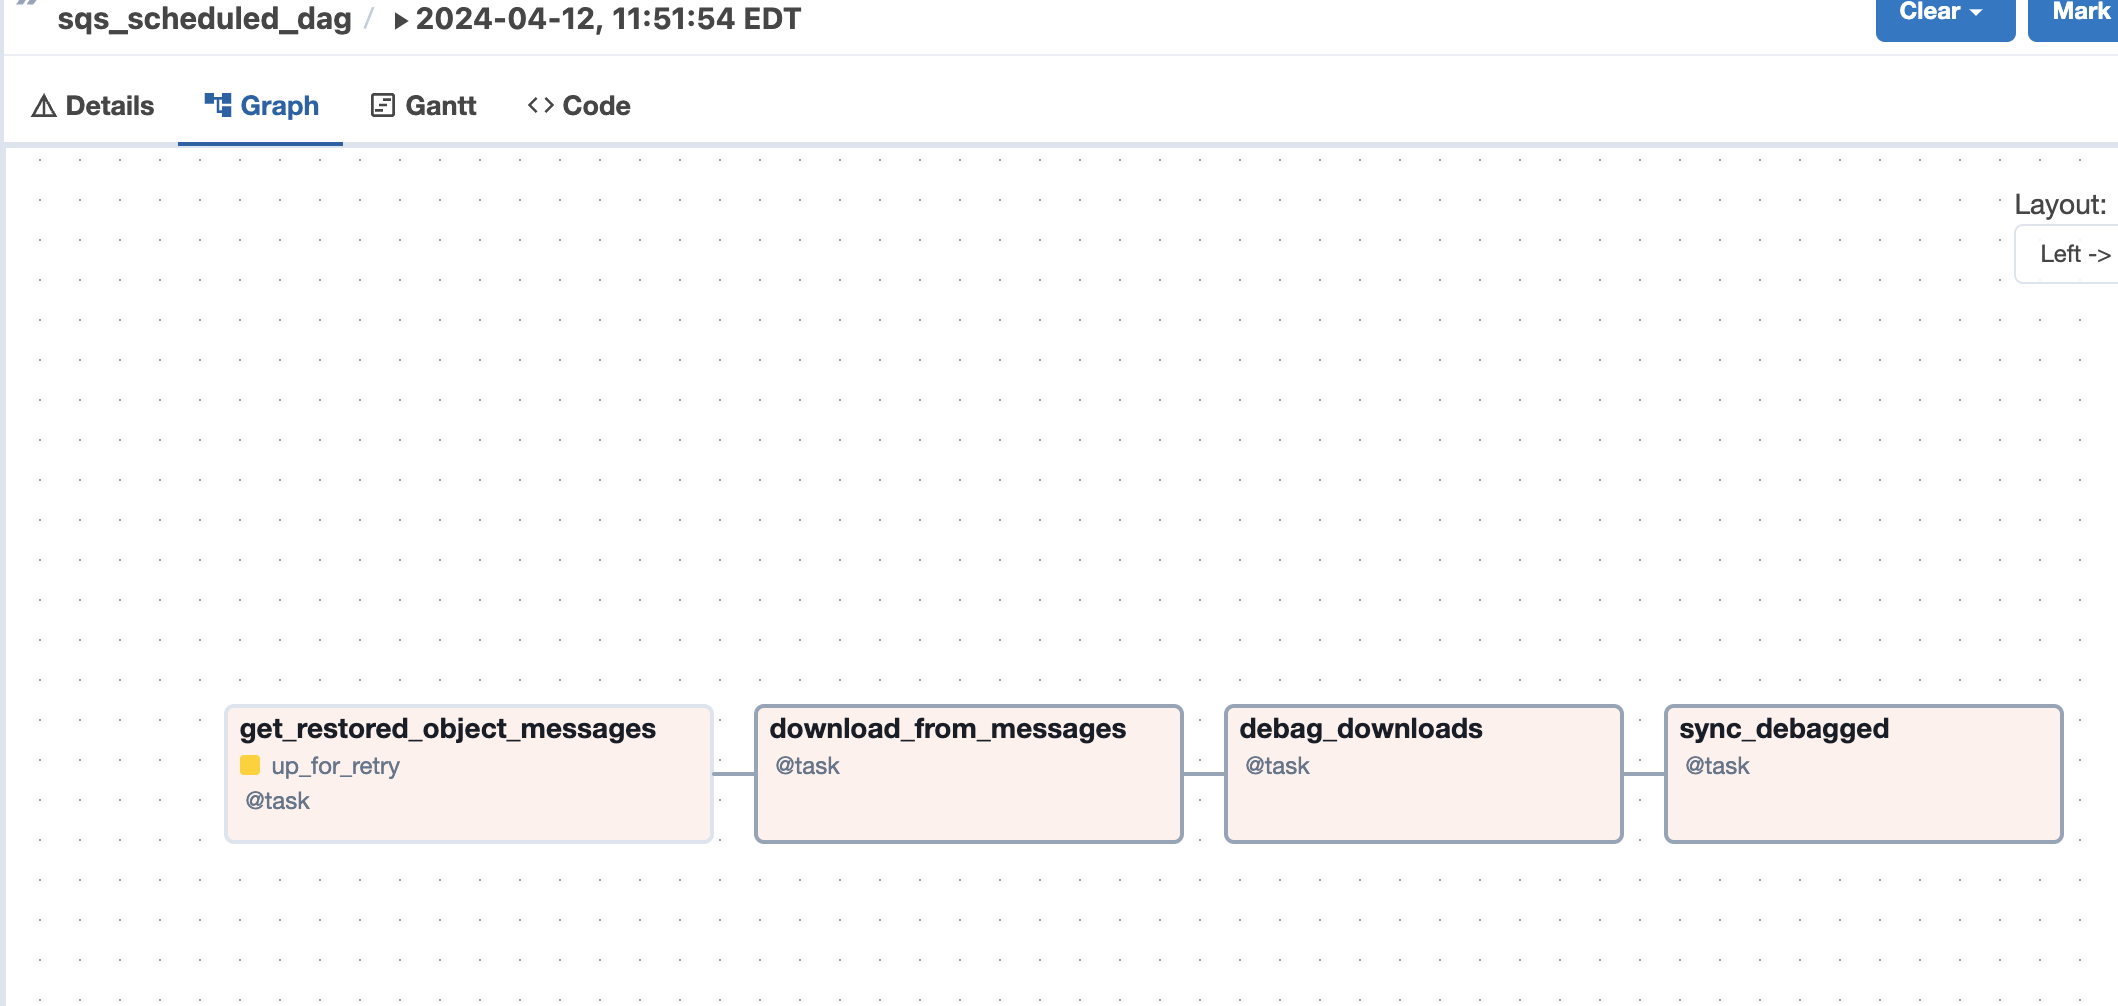 sqs_scheduled_dag / 2024-04-12, 11:51:54 EDT
Clear
Mark
Details
Graph
Gantt
Code
Layout:
Left ->
get_restored_object_messages
up_for_retry
@task
download_from_messages
@task
debag_downloads
@task
sync_debagged
@task